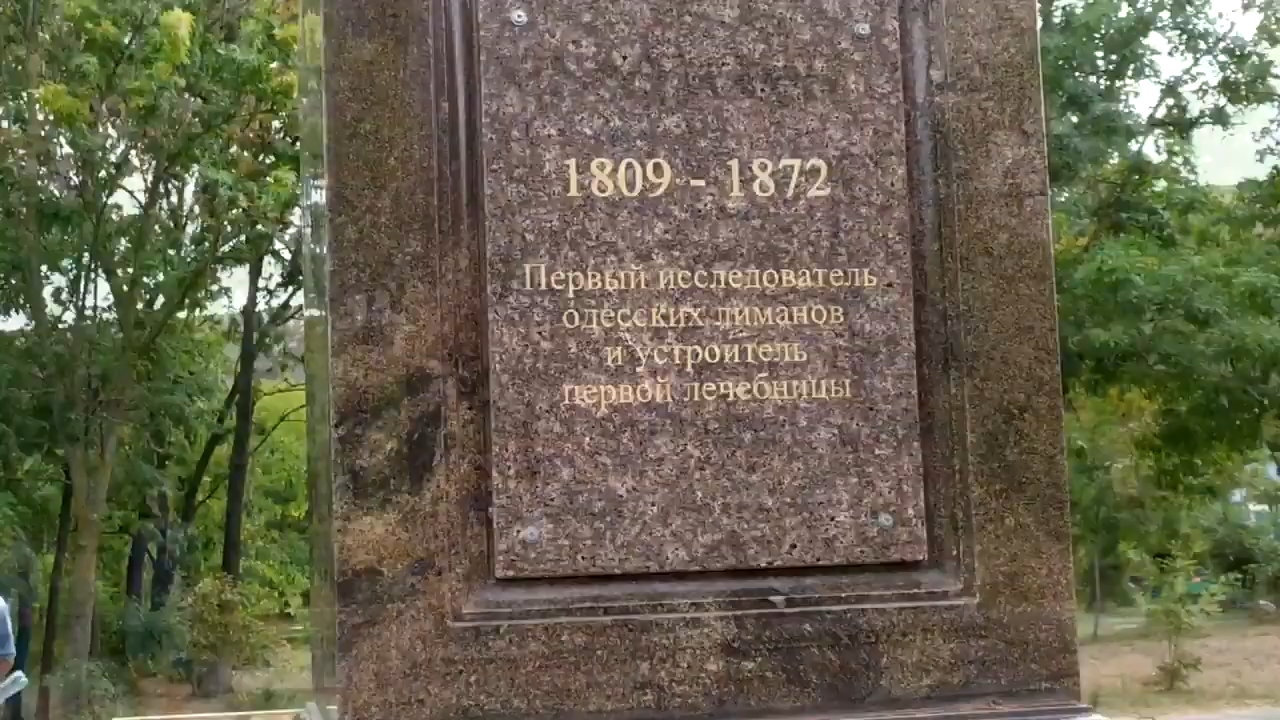 1809 - 1872
Первый исследователь
одесских лиманов
и устроитель
первой лечебницы